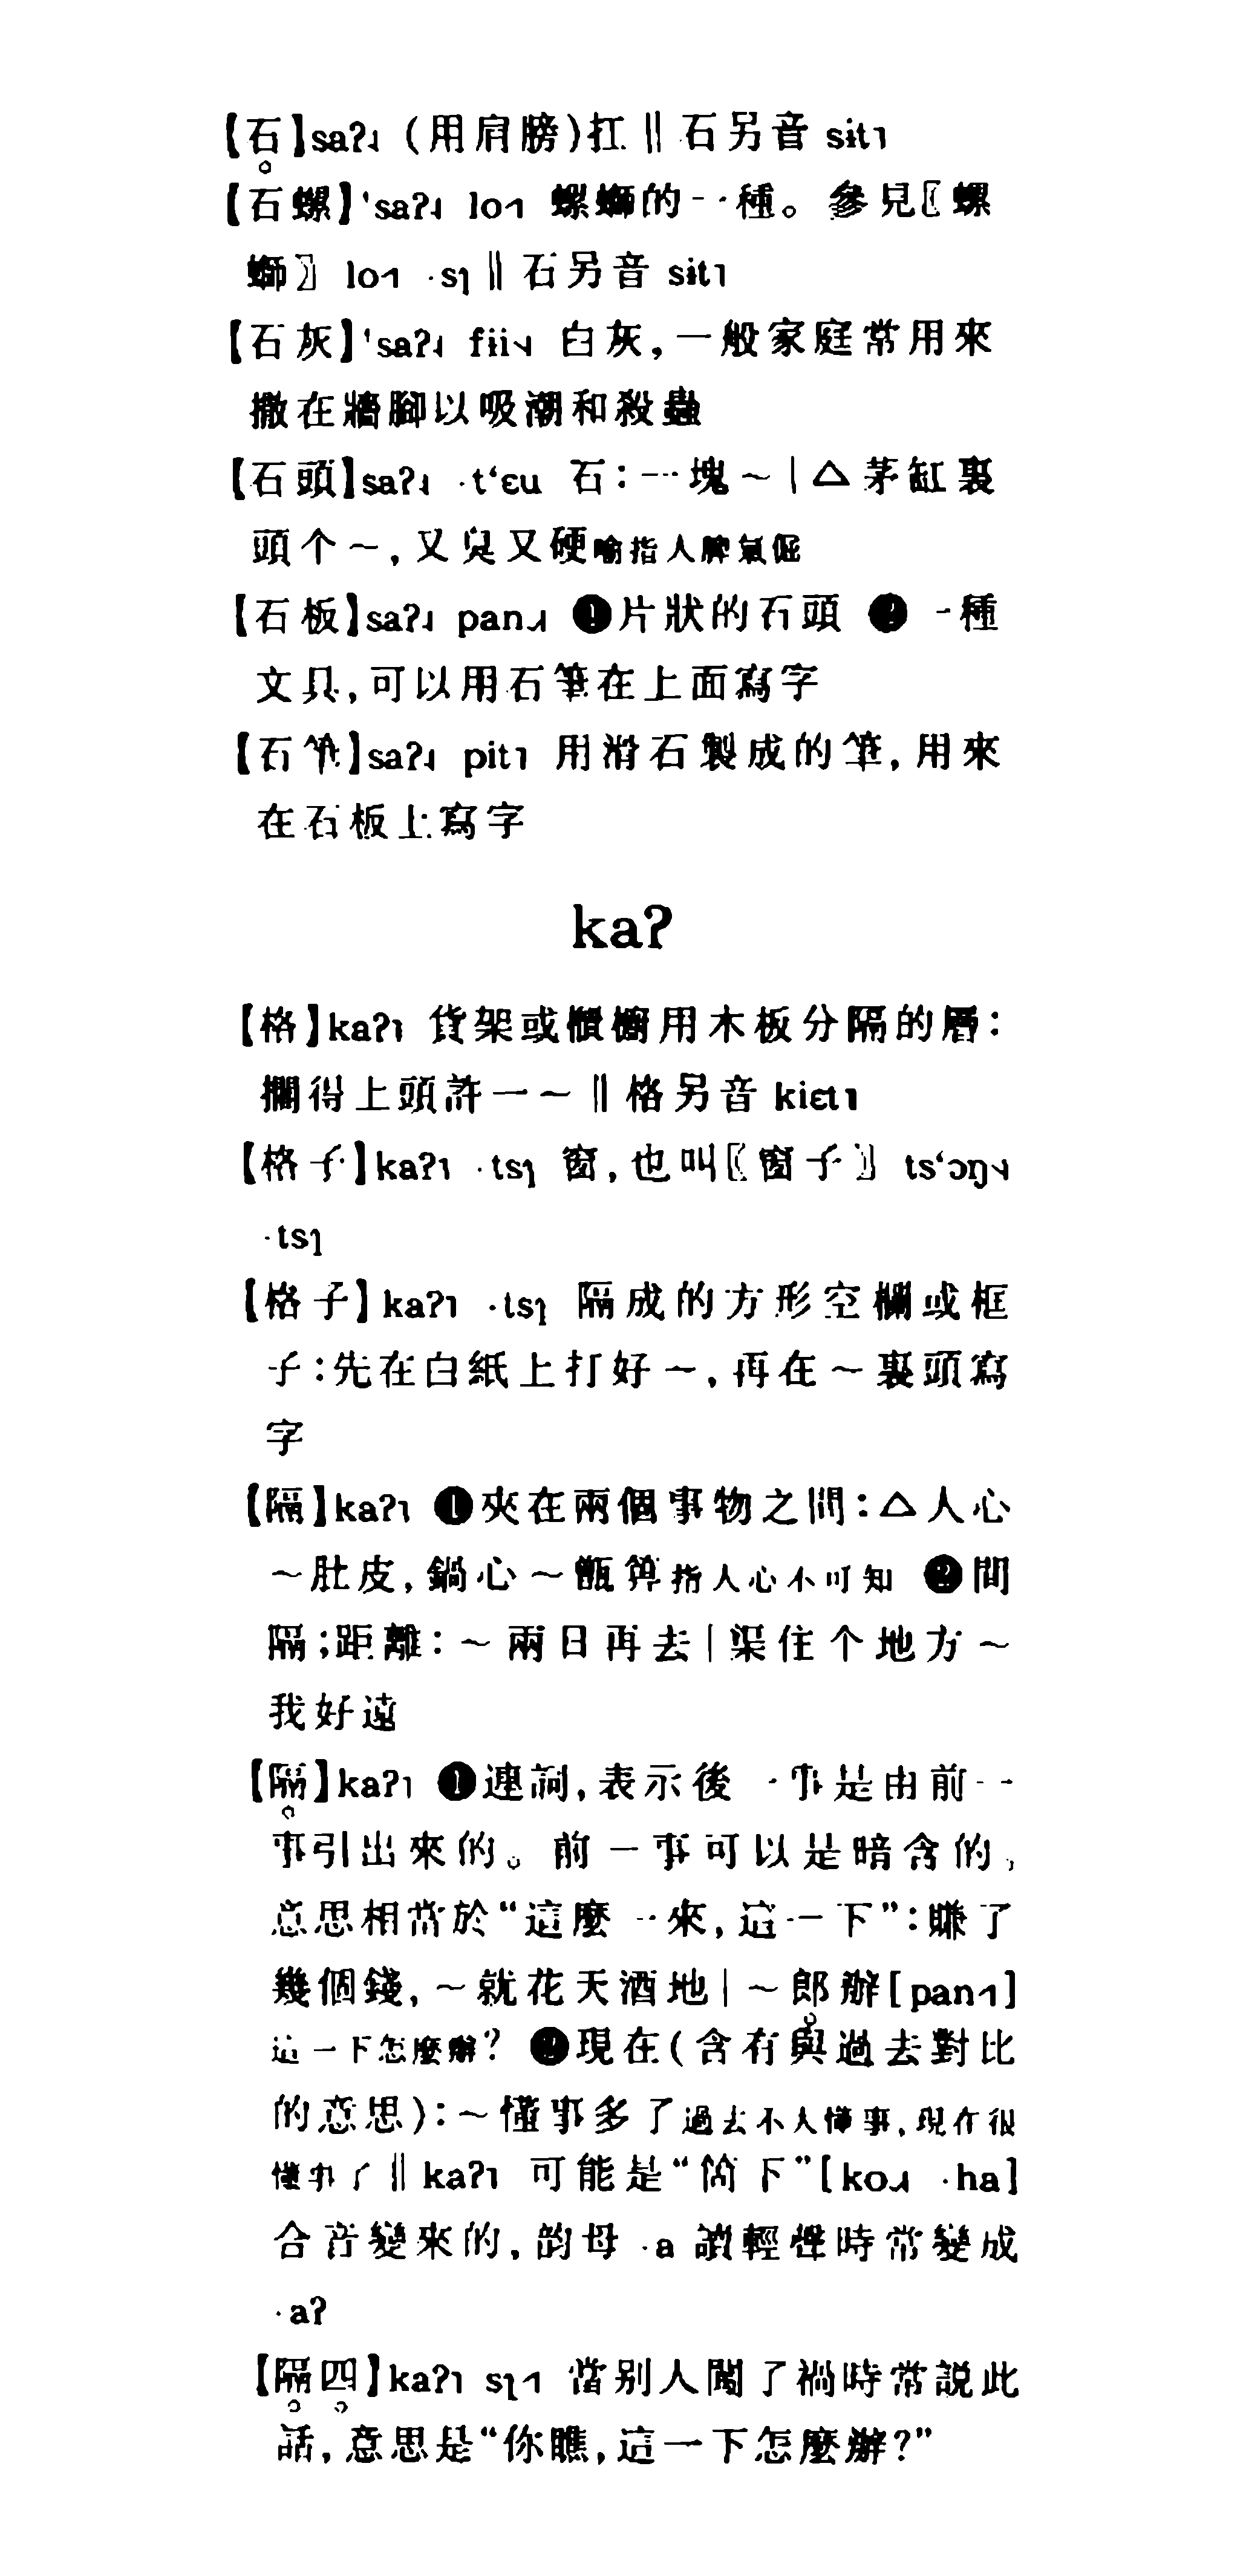 【石】saʔ˨ (用肩膀)扛‖石另音 sɨt˥
【石螺】'saʔ˨ lo˧ 螺螄的一種。參見〖螺
螄〗lo˧ ·sɿ‖石另音 sɨt˥
【石灰】'saʔ˨ fɨi˨ 白灰，一般家庭常用來
撒在牆腳以吸潮和殺蟲
【石頭】saʔ˨ ·t‘ɛu 石：一塊～｜△茅缸裏
頭个～，又臭又硬喻指人脾氣倔
【石板】saʔ˨ pan˩ ❶片狀的石頭 ❷一種
文具，可以用石筆在上面寫字
【石筆】saʔ˨ pit˥ 用滑石製成的筆，用來
在石板上寫字
kaʔ
【格】kaʔ˥ 貨架或櫃櫥用木板分隔的層：
擱得上頭許一～‖格另音 kiɛt˥
【格子】kaʔ˥ ·tsɿ 窗，也叫〖窗子〗ts‘ɔŋ˨
·tsɿ
【格子】kaʔ˥ ·tsɿ 隔成的方形空欄或框
子：先在白紙上打好～，再在～裏頭寫
字
【隔】kaʔ˥ ❶夾在兩個事物之間：△人心
～肚皮，鍋心～甑箅指人心不可知 ❷間
隔；距離：～兩日再去｜渠住个地方～
我好遠
【隔】kaʔ˥ ❶連詞，表示後一事是由前一
事引出來的。前一事可以是暗含的，
意思相當於“這麼一來，這一下”：賺了
幾個錢，～就花天酒地｜～郎辦[pan˧]
這一下怎麼辦？ ❷現在(含有與過去對比
的意思)：～懂事多了過去不大懂事，現在很
懂事了‖kaʔ˥ 可能是“箇下”[ko˩ ·ha]
合音變來的，韵母 ·a 讀輕聲時常變成
·aʔ
【隔四】kaʔ˥ sɿ˧ 當别人闖了禍時常説此
話，意思是“你瞧，這一下怎麼辦？”